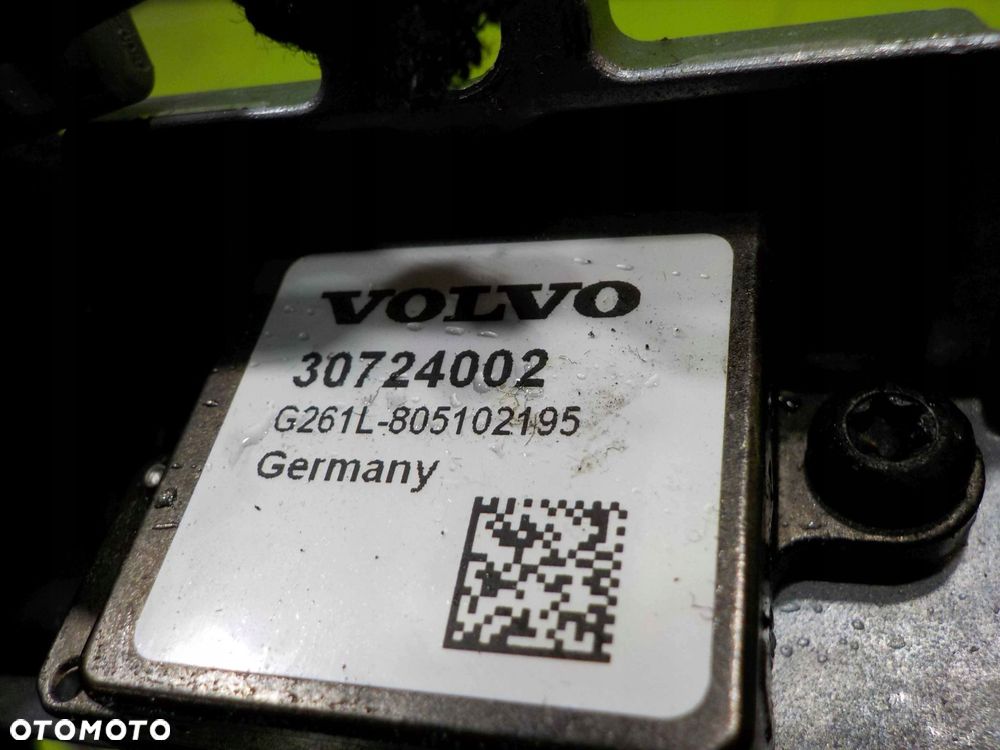 VOLVO
30724002
G261L-805102195
Germany
OTOMOTO